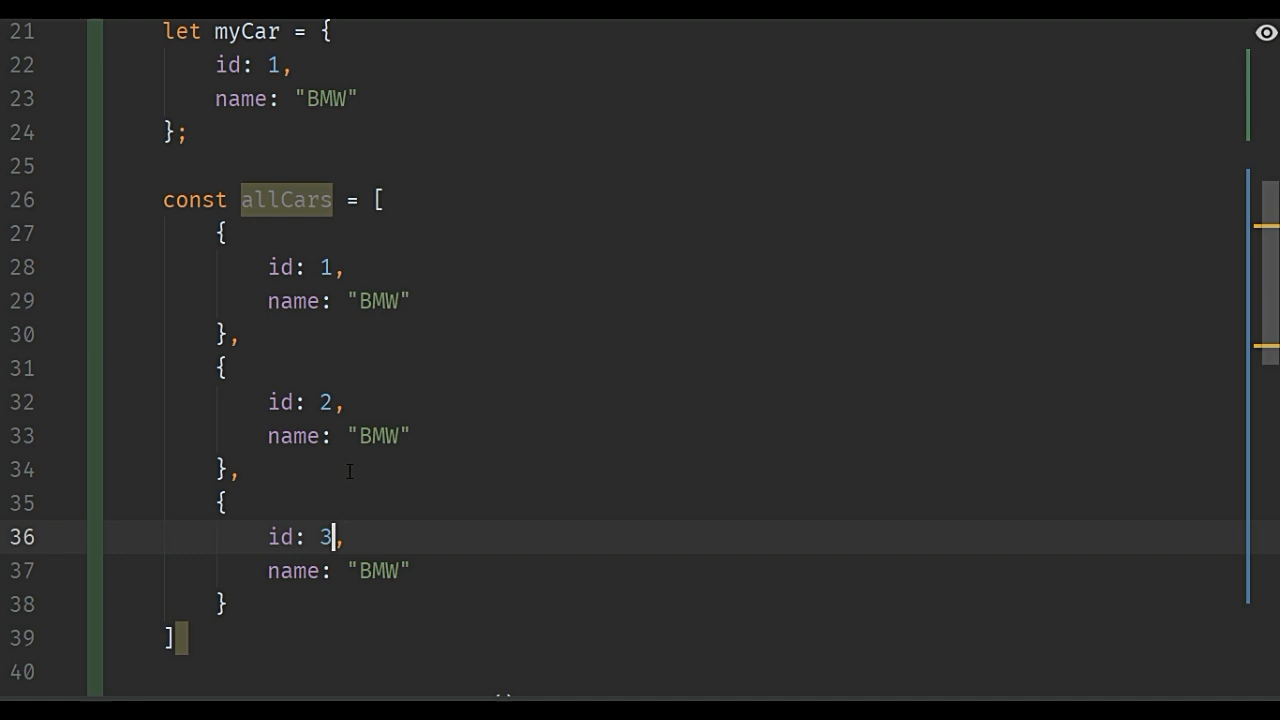 21 let myCar = {
22 id: 1,
23 name: "BMW"
24 };
25
26 const allCars = [
27 {
28 id: 1,
29 name: "BMW"
30 },
31 {
32 id: 2,
33 name: "BMW"
34 },
35 {
36 id: 3,
37 name: "BMW"
38 }
39 ]
40